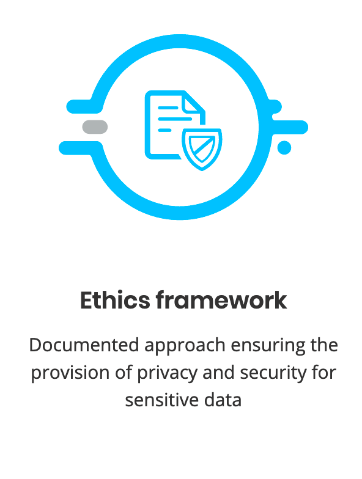 Ethics framework
Documented approach ensuring the
provision of privacy and security for
sensitive data